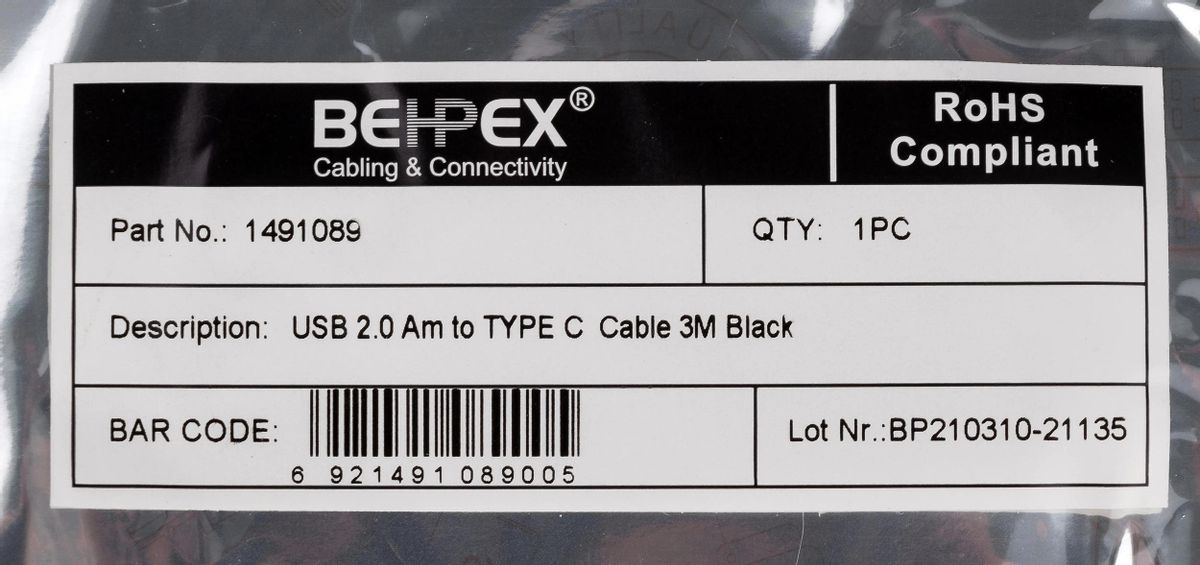 BEHPEX®
Cabling & Connectivity
RoHS
Compliant
Part No.: 1491089
QTY: 1PC
Description: USB 2.0 Am to TYPE C Cable 3M Black
BAR CODE:
6 921491 089005
Lot Nr.:BP210310-21135